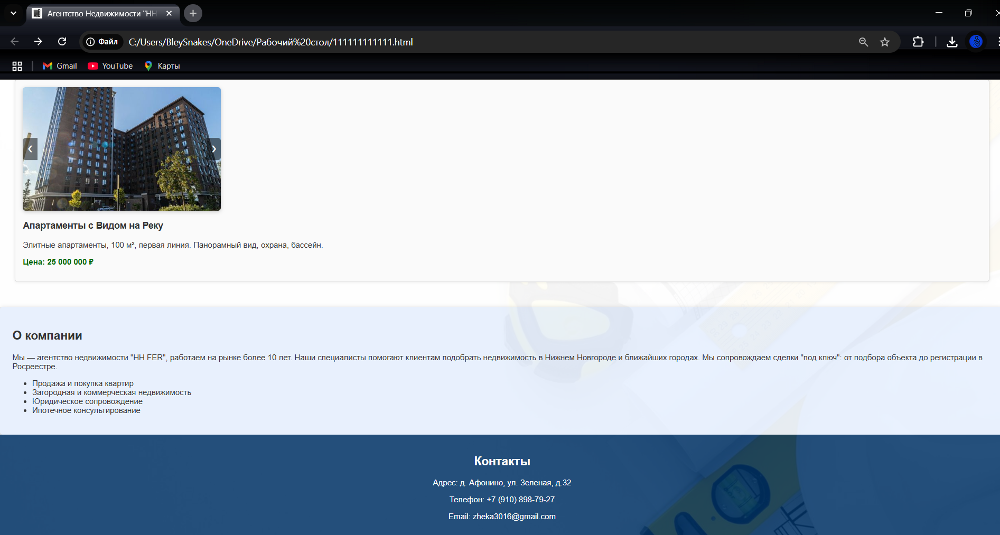 Агентство Недвижимости "НН
Файл
C:/Users/BleySnakes/OneDrive/Рабочий%20стол/111111111111.html
Gmail
YouTube
Карты
Апартаменты с Видом на Реку
Элитные апартаменты, 100 м², первая линия. Панорамный вид, охрана, бассейн.
Цена: 25 000 000 ₽
О компании
Мы — агентство недвижимости "НН FER", работаем на рынке более 10 лет. Наши специалисты помогают клиентам подобрать недвижимость в Нижнем Новгороде и ближайших городах. Мы сопровождаем сделки "под ключ": от подбора объекта до регистрации в
Росреестре.
• Продажа и покупка квартир
• Загородная и коммерческая недвижимость
• Юридическое сопровождение
• Ипотечное консультирование
Контакты
Адрес: д. Афонино, ул. Зеленая, д.32
Телефон: +7 (910) 898-79-27
Email: zheka3016@gmail.com